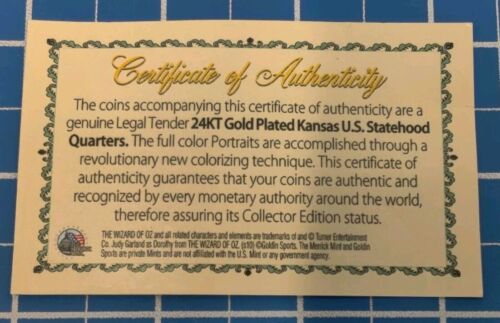 Certificate of Authenticity
The coins accompanying this certificate of authenticity are a
genuine Legal Tender 24KT Gold Plated Kansas U.S. Statehood
Quarters. The full color Portraits are accomplished through a
revolutionary new colorizing technique. This certificate of
authenticity guarantees that your coins are authentic and
recognized by every monetary authority around the world,
therefore assuring its Collector Edition status.
THE WIZARD OF OZ and all related characters and elements are trademarks of and © Turner Entertainment
Co. Judy Garland as Dorothy from THE WIZARD OF OZ. (s10) ©Goldin Sports. The Merrick Mint and Goldin
Sports are private Mints and are not affiliated with the U.S. Mint or any government agency.